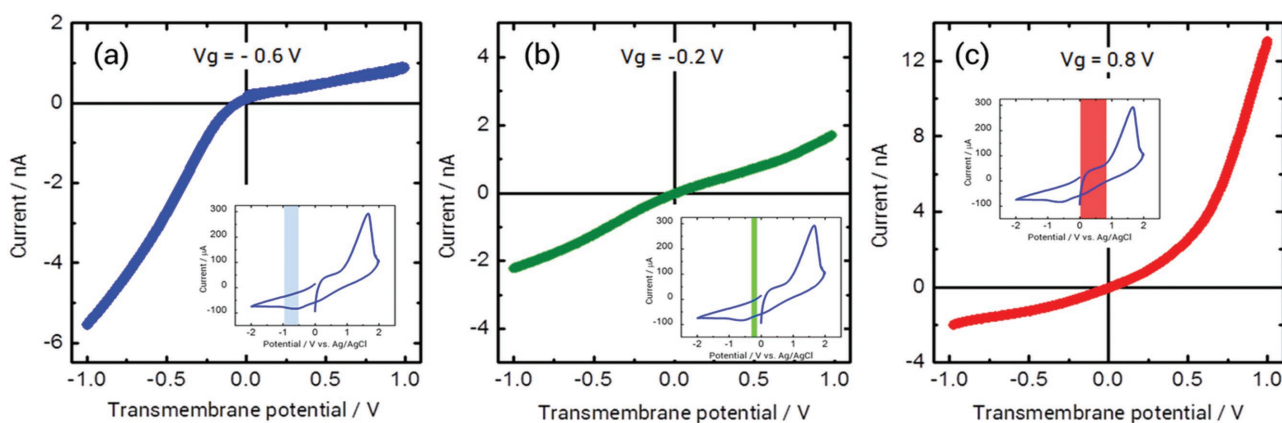 (a)
Vg = - 0.6 V
Current / nA
0
-2
-4
-6
-1.0 -0.5 0.0 0.5 1.0
Transmembrane potential / V
Current / µA
300
200
100
0
-100
-2 -1 0 1 2
Potential / V vs. Ag/AgCl
(b)
Vg = -0.2 V
Current / nA
4
2
0
-2
-4
-1.0 -0.5 0.0 0.5 1.0
Transmembrane potential / V
Current / µA
300
200
100
0
-100
-2 -1 0 1 2
Potential / V vs. Ag/AgCl
(c)
Vg = 0.8 V
Current / nA
12
8
4
0
-4
-1.0 -0.5 0.0 0.5 1.0
Transmembrane potential / V
Current / µA
300
200
100
0
-100
-2 -1 0 1 2
Potential / V vs. Ag/AgCl